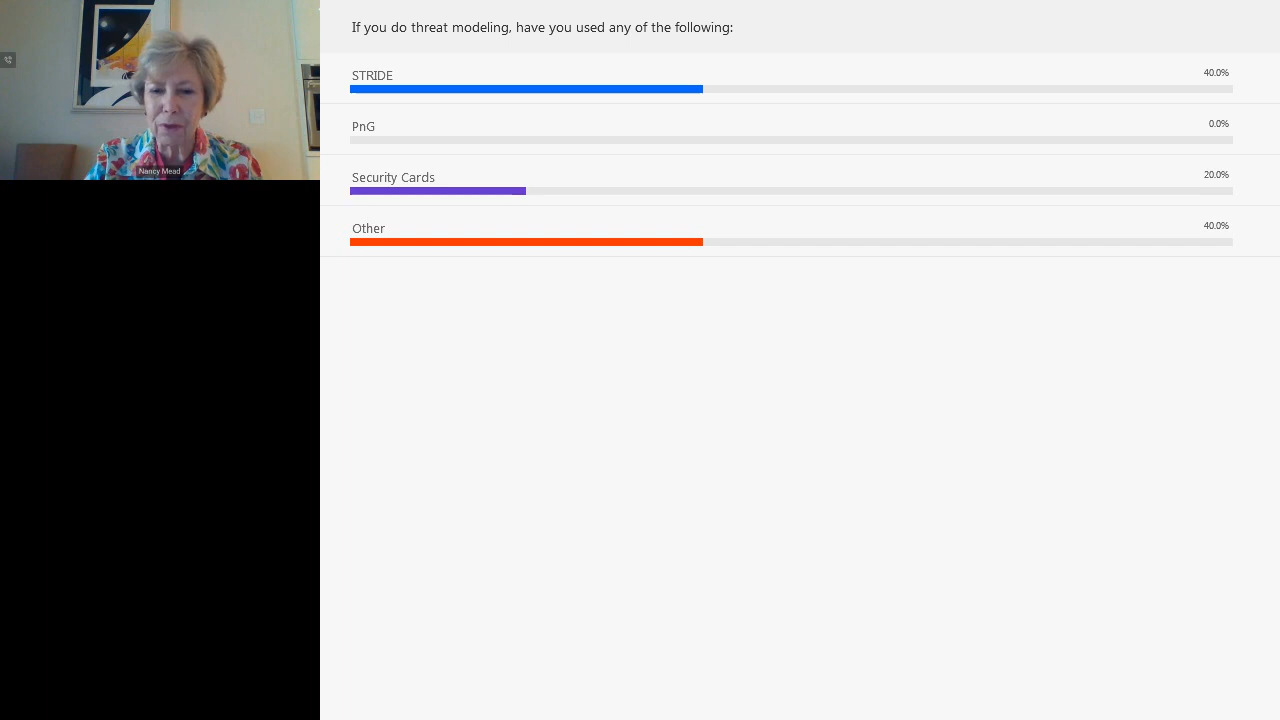 Nancy Mead
If you do threat modeling, have you used any of the following:
STRIDE
40.0%
PnG
0.0%
Security Cards
20.0%
Other
40.0%